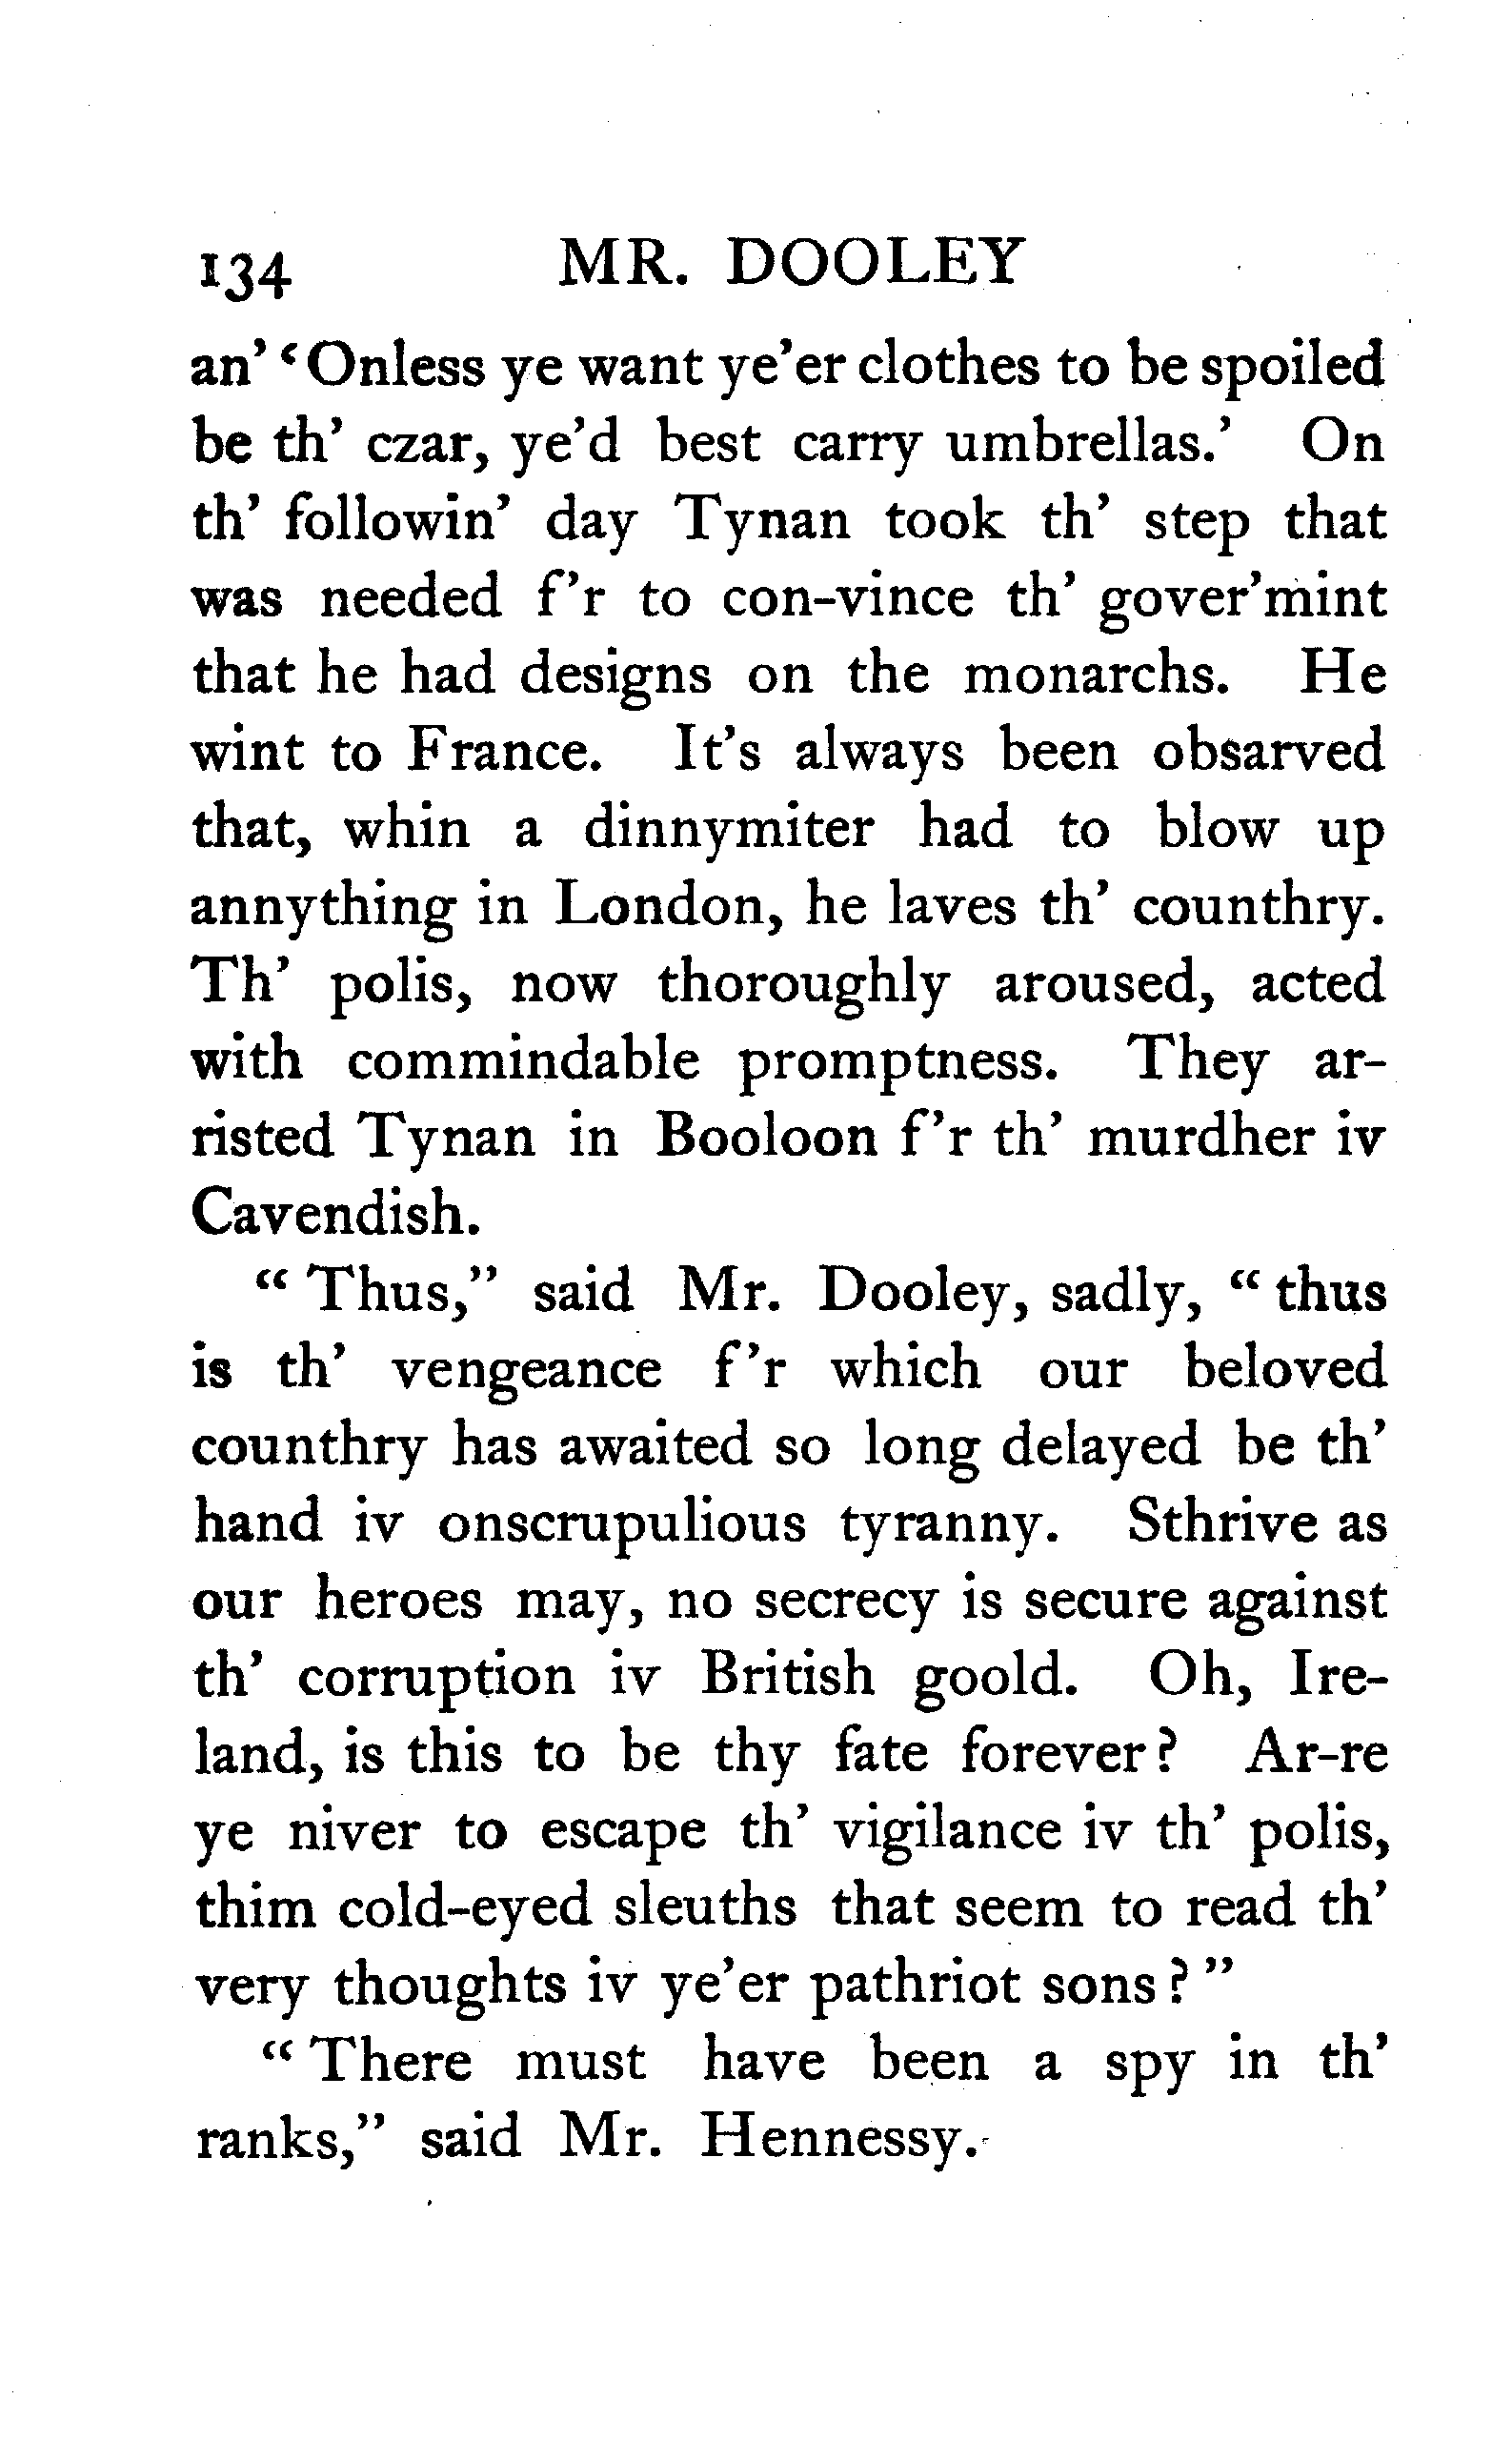 134 MR. DOOLEY
an' 'Onless ye want ye'er clothes to be spoiled
be th' czar, ye'd best carry umbrellas.' On
th' followin' day Tynan took th' step that
was needed f'r to con-vince th' gover'mint
that he had designs on the monarchs. He
wint to France. It's always been obsarved
that, whin a dinnymiter had to blow up
annything in London, he laves th' counthry.
Th' polis, now thoroughly aroused, acted
with commindable promptness. They ar-
risted Tynan in Booloon f'r th' murdher iv
Cavendish.
" Thus," said Mr. Dooley, sadly, " thus
is th' vengeance f'r which our beloved
counthry has awaited so long delayed be th'
hand iv onscrupulious tyranny. Sthrive as
our heroes may, no secrecy is secure against
th' corruption iv British goold. Oh, Ire-
land, is this to be thy fate forever? Ar-re
ye niver to escape th' vigilance iv th' polis,
thim cold-eyed sleuths that seem to read th'
very thoughts iv ye'er pathriot sons? "
" There must have been a spy in th'
ranks," said Mr. Hennessy.